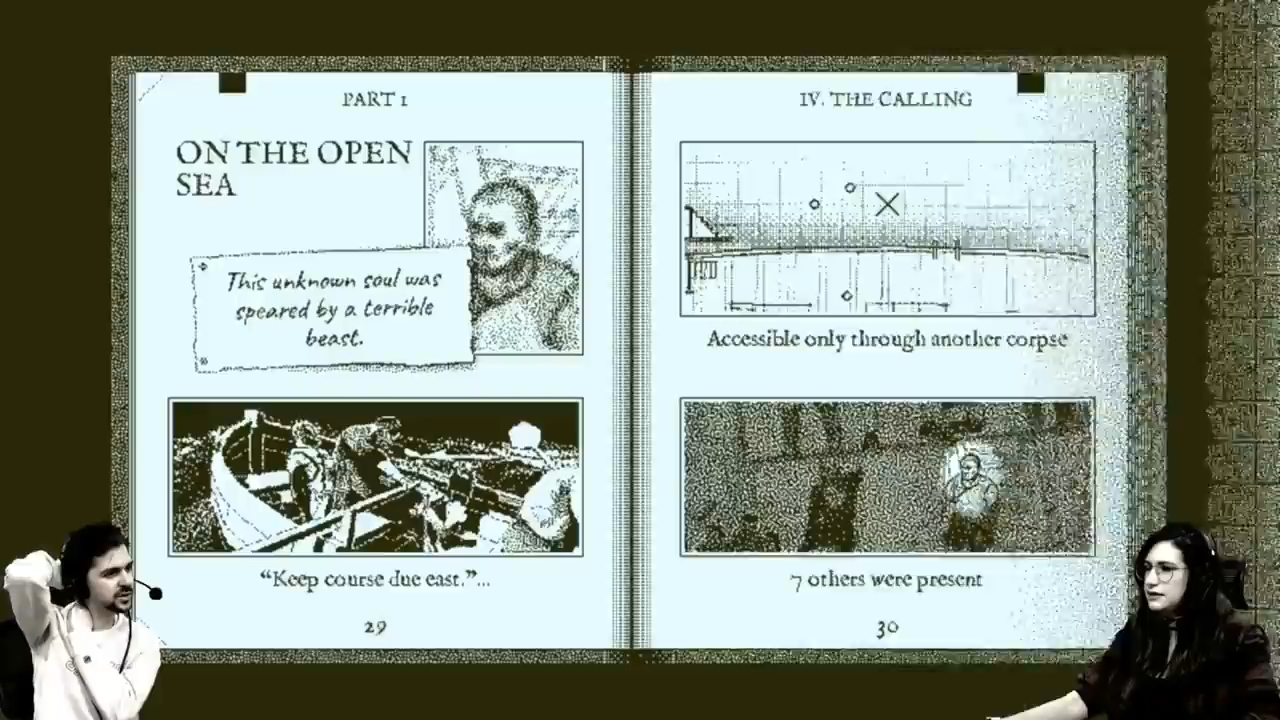 PART 1
ON THE OPEN
SEA
This unknown soul was
speared by a terrible
beast.
“Keep course due east.”...
29
IV. THE CALLING
Accessible only through another corpse
7 others were present
30